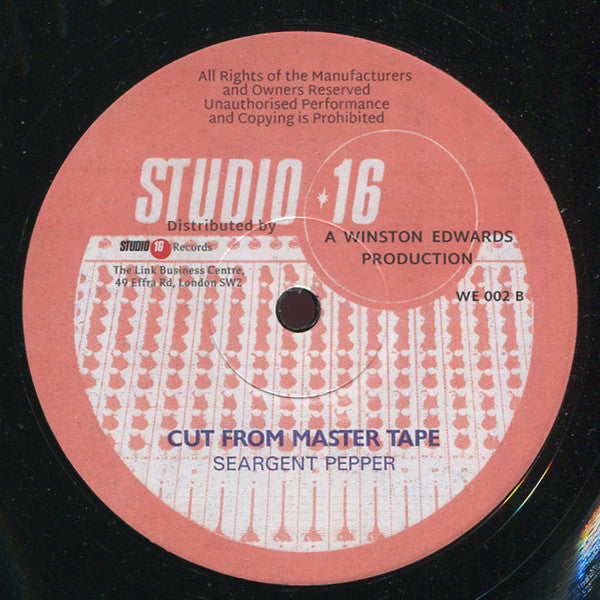 All Rights of the Manufacturers
and Owners Reserved
Unauthorised Performance
and Copying is Prohibited
STUDIO 16
Distributed by
STUDIO 16 Records
The Link Business Centre,
49 Effra Rd, London SW2
A WINSTON EDWARDS
PRODUCTION
WE 002 B
CUT FROM MASTER TAPE
SEARGENT PEPPER